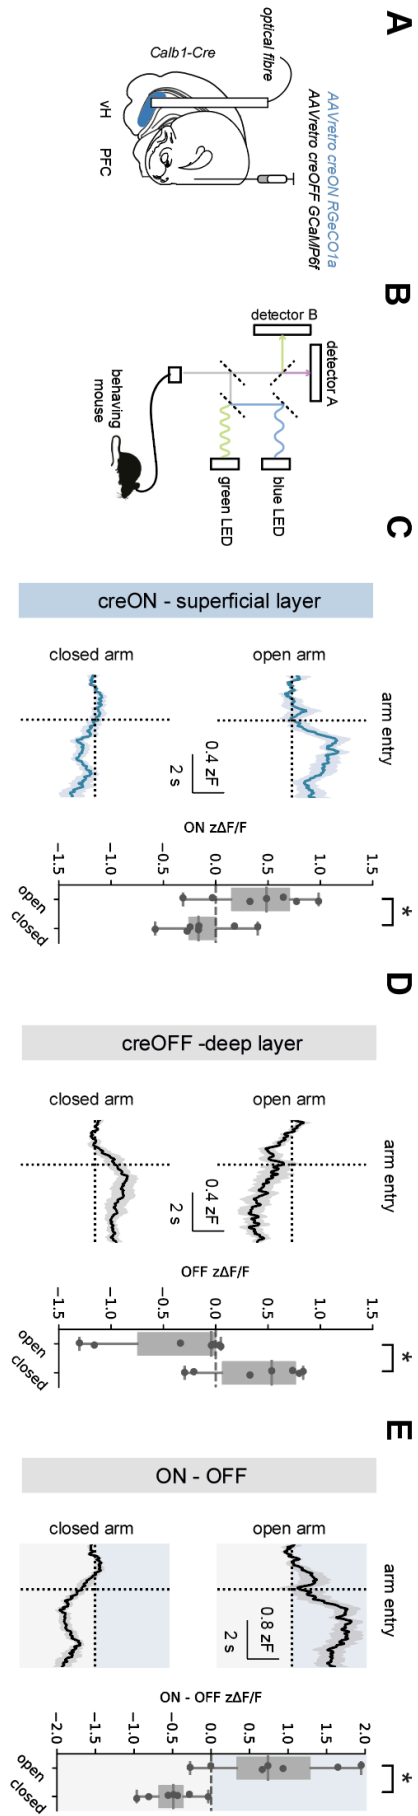 A
AAVretro creON RGeCO1a
AAVretro creOFF GCaMP6f
optical fibre
Calb1-Cre
vH
PFC
B
detector B
detector A
blue LED
green LED
behaving
mouse
C
creON - superficial layer
arm entry
open arm
closed arm
0.4 zF
2 s
*
ON zΔF/F
1.5
1.0
0.5
0.0
−0.5
−1.0
−1.5
open
closed
D
creOFF -deep layer
arm entry
open arm
closed arm
0.4 zF
2 s
*
OFF zΔF/F
1.5
1.0
0.5
0.0
−0.5
−1.0
−1.5
open
closed
E
ON - OFF
arm entry
open arm
closed arm
0.8 zF
2 s
*
ON - OFF zΔF/F
2.0
1.5
1.0
0.5
0.0
−0.5
−1.0
−1.5
−2.0
open
closed